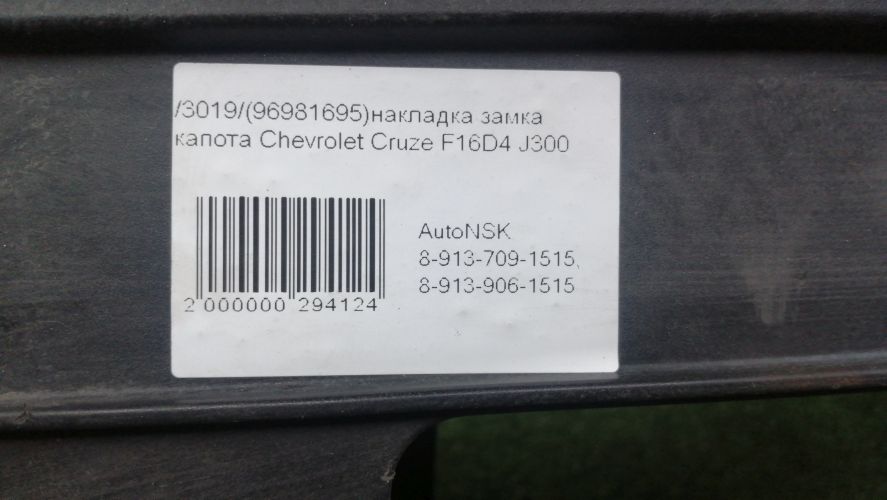 /3019/(96981695)накладка замка
капота Chevrolet Cruze F16D4 J300
AutoNSK
8-913-709-1515,
8-913-906-1515
2 000000 294124